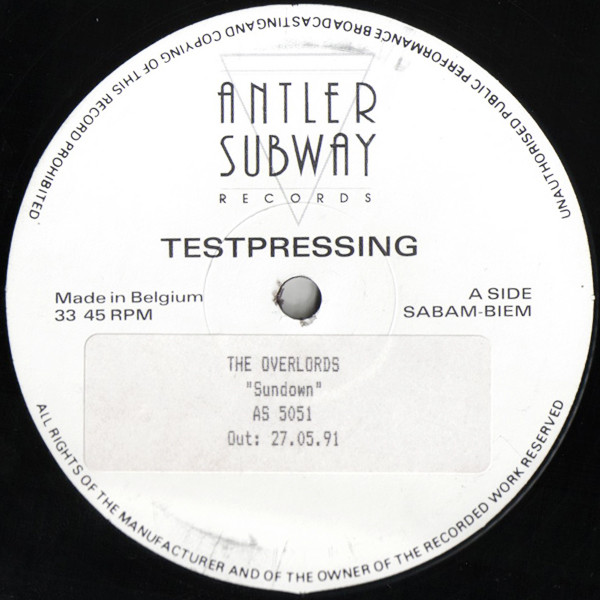 UNAUTHORISED PUBLIC PERFORMANCE BROADCASTING AND COPYING OF THIS RECORD PROHIBITED
ANTLER
SUBWAY
RECORDS
TESTPRESSING
Made in Belgium
33 45 RPM
A SIDE
SABAM-BIEM
THE OVERLORDS
"Sundown"
AS 5051
Out: 27.05.91
ALL RIGHTS OF THE MANUFACTURER AND OF THE OWNER OF THE RECORDED WORK RESERVED